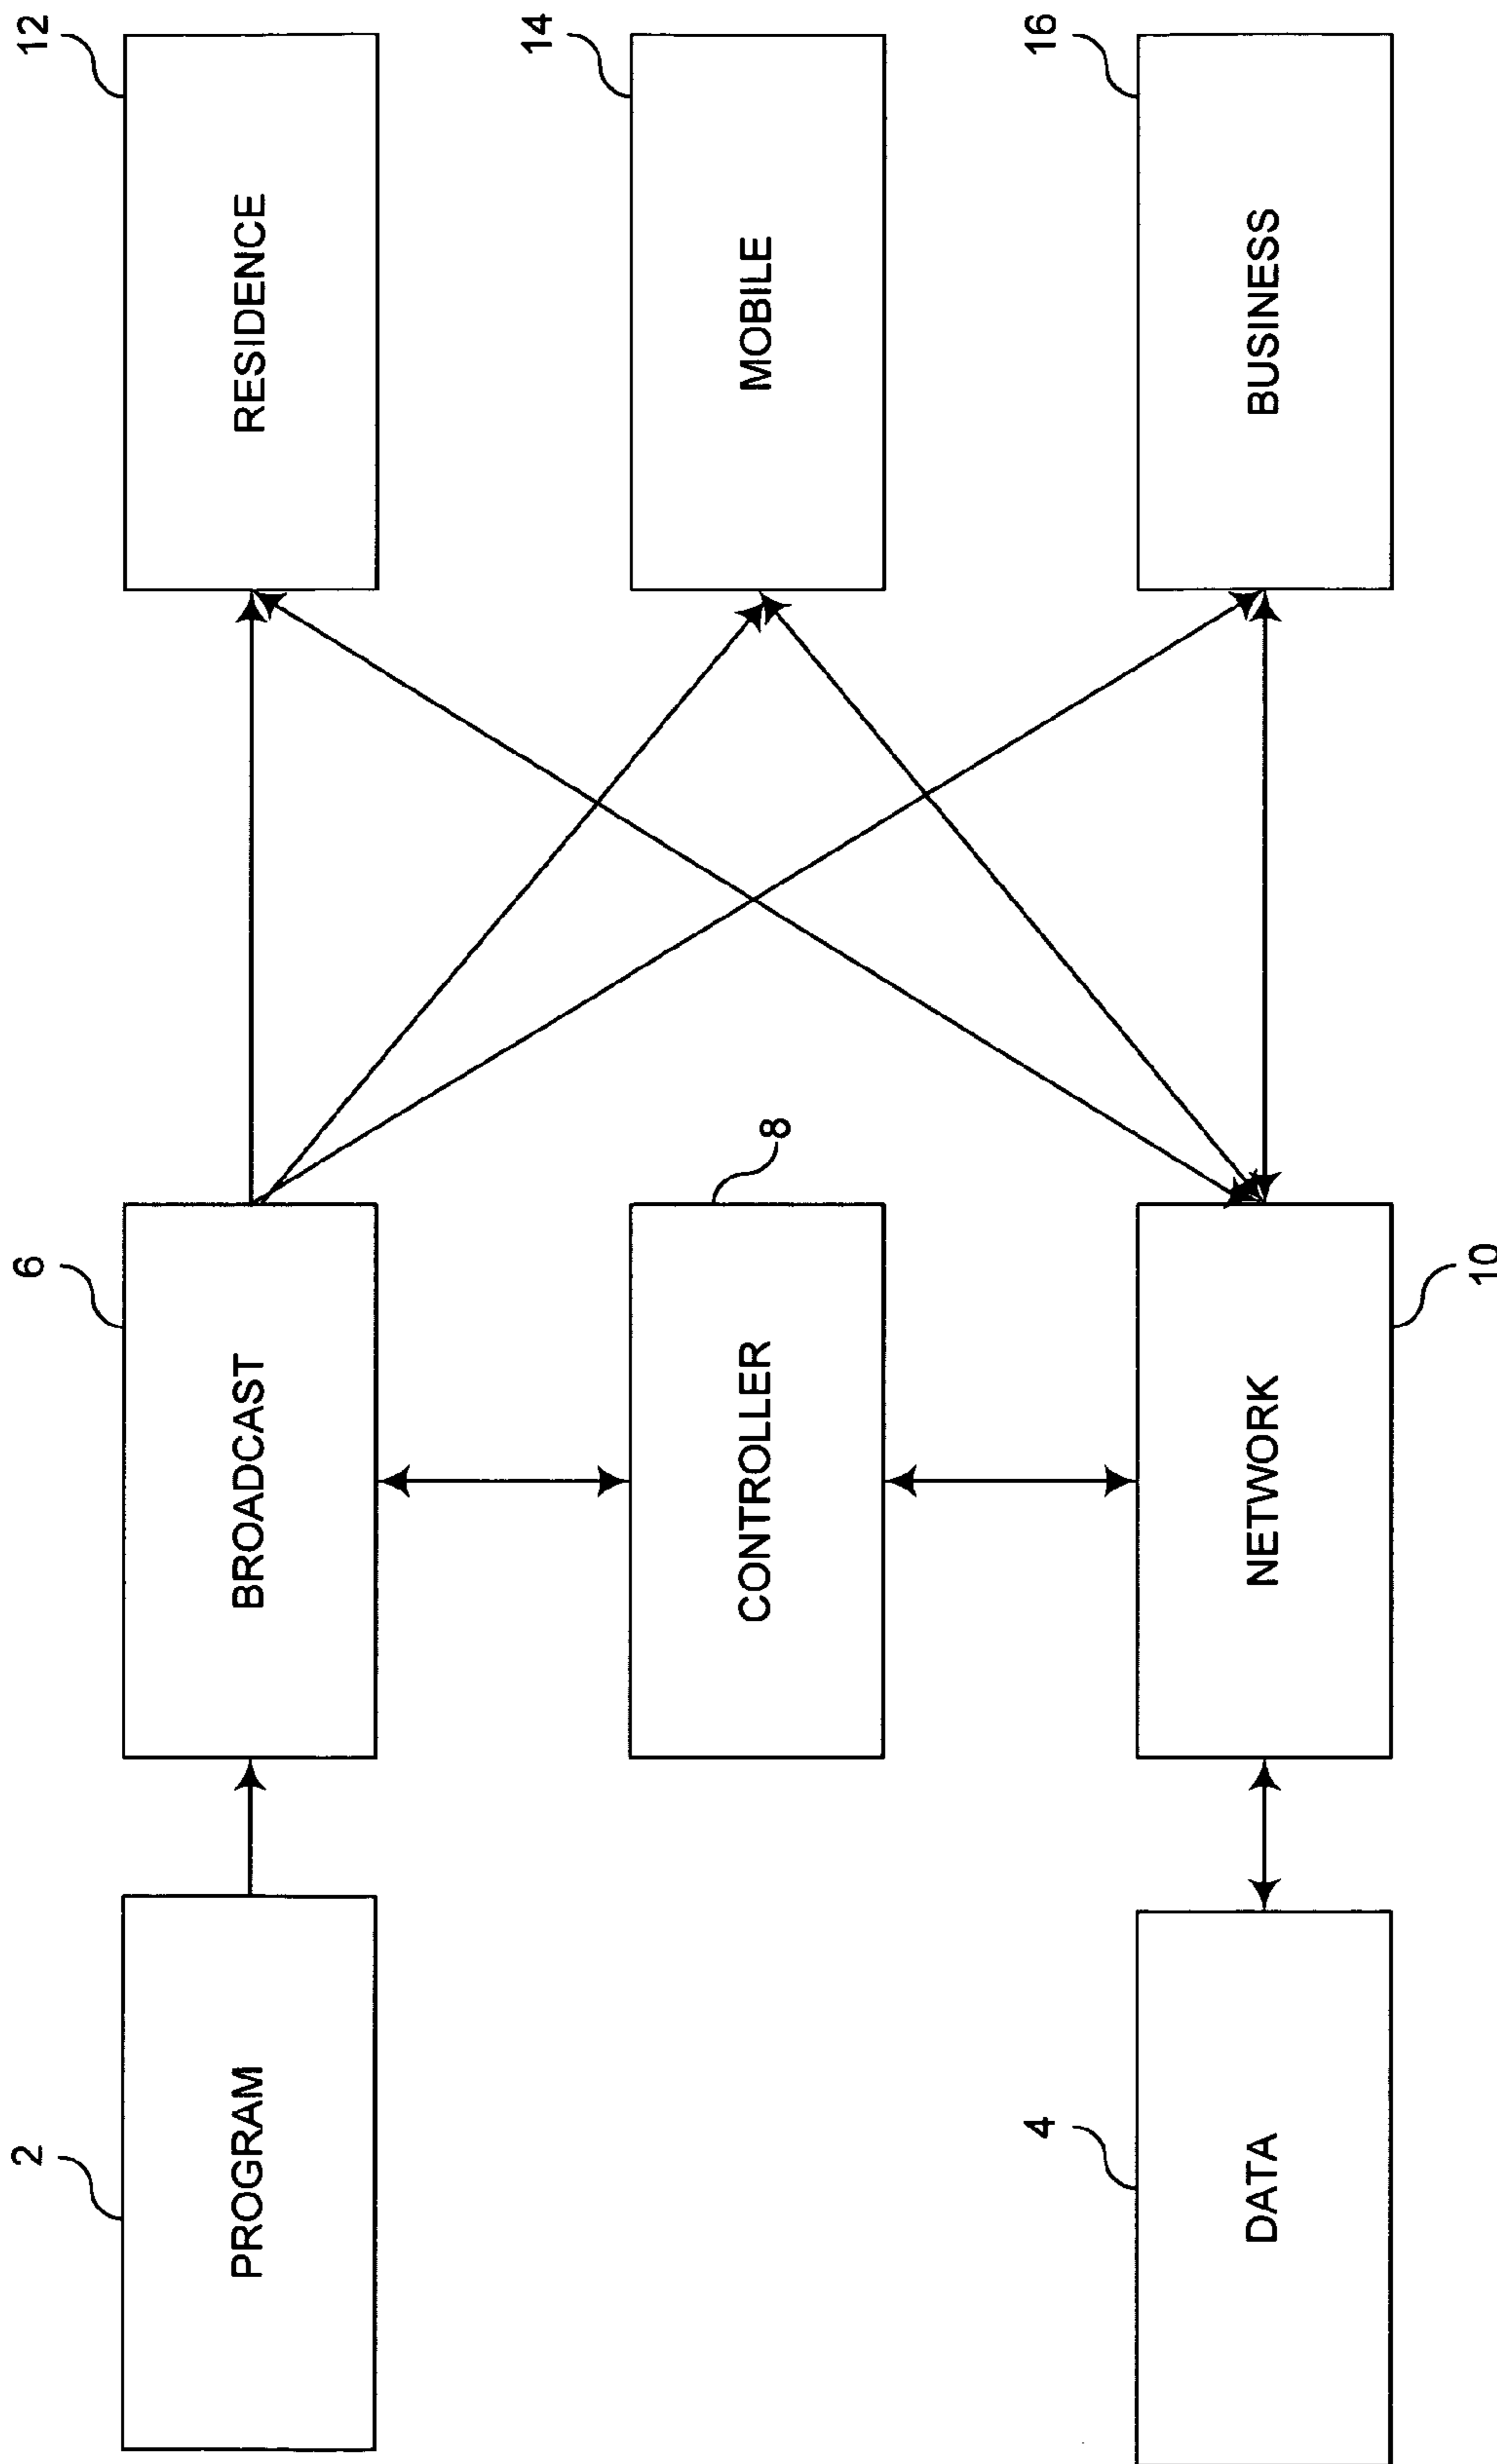 2
PROGRAM
6
BROADCAST
12
RESIDENCE
8
CONTROLLER
14
MOBILE
4
DATA
10
NETWORK
16
BUSINESS